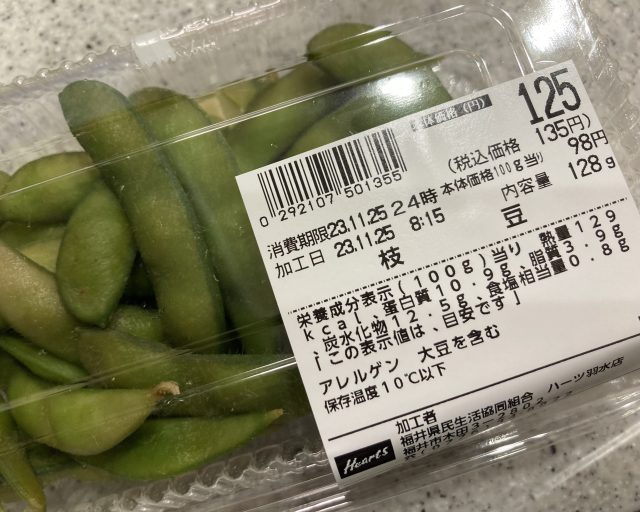 本体価格(円) 125
(税込価格 135円)
本体価格100g当り 98円
内容量 128g
0 292107 501355
消費期限23.11.25 24時
加工日 23.11.25 8:15
枝 豆
栄養成分表示(100g)当り 熱量129
kcal、蛋白質10.9g、脂質3.9g
、炭水化物12.5g、食塩相当量0.8g
「この表示値は、目安です」
アレルゲン 大豆を含む
保存温度10℃以下
加工者
福井県民生活協同組合 ハーツ羽水店
Hearts